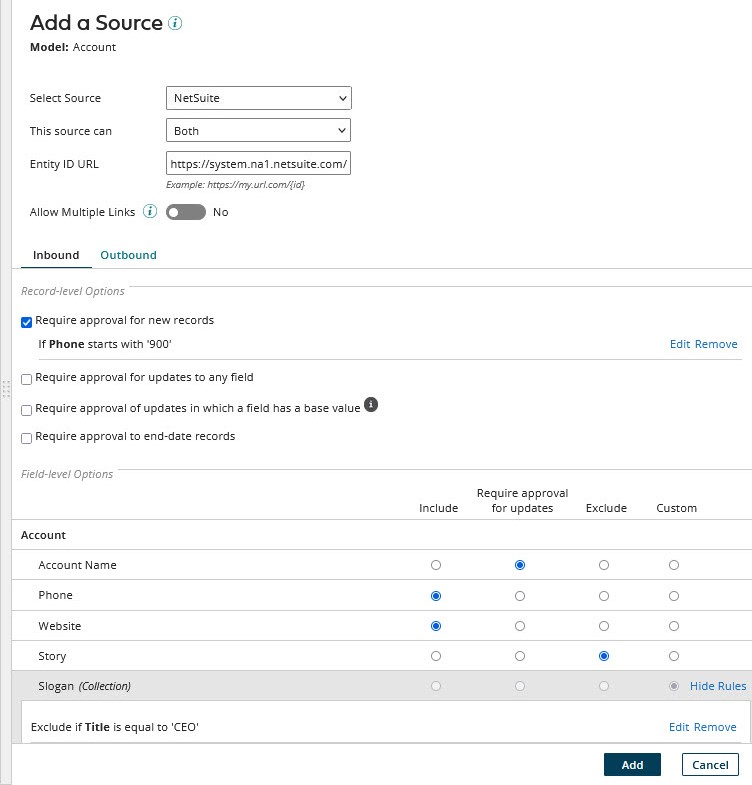 Add a Source i
Model: Account
Select Source NetSuite
This source can Both
Entity ID URL https://system.na1.netsuite.com/
Example: https://my.url.com/{id}
Allow Multiple Links i No
Inbound Outbound
Record-level Options
Require approval for new records
If Phone starts with '900' Edit Remove
Require approval for updates to any field
Require approval of updates in which a field has a base value i
Require approval to end-date records
Field-level Options
Require approval
Include for updates Exclude Custom
Account
Account Name
Phone
Website
Story
Slogan (Collection) Hide Rules
Exclude if Title is equal to 'CEO' Edit Remove
Add Cancel